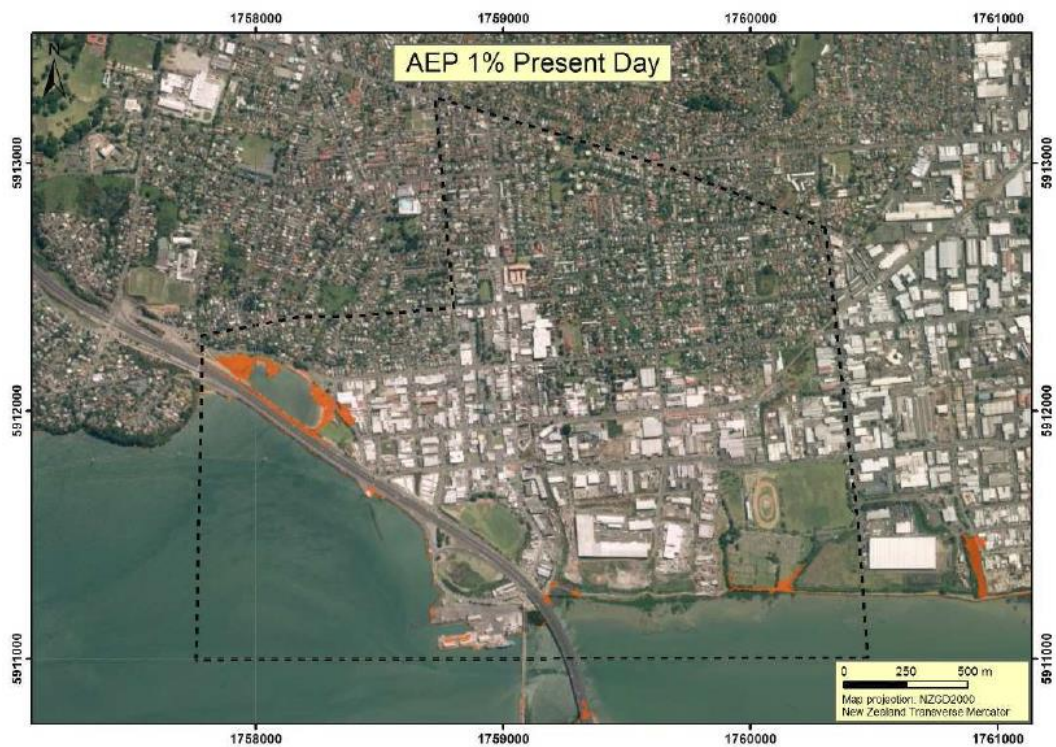 1758000 1759000 1760000 1761000
N
AEP 1% Present Day
5913000 5913000
5912000 5912000
5911000 5911000
0 250 500 m
Map projection: NZGD2000
New Zealand Transverse Mercator
1758000 1759000 1760000 1761000